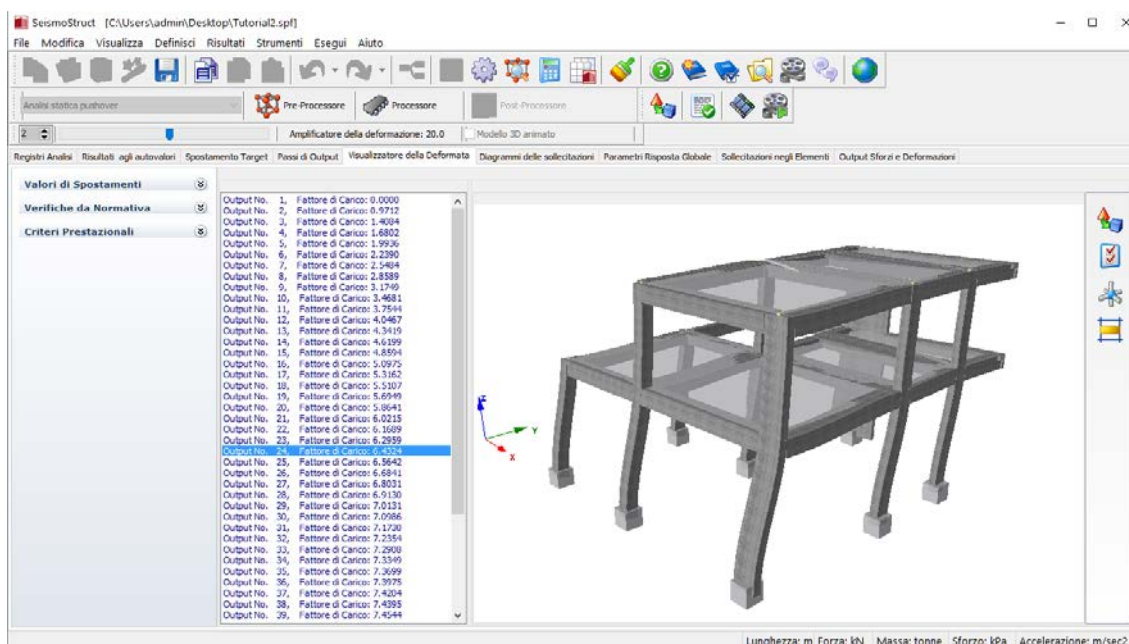 SeismoStruct [C:\Users\admin\Desktop\Tutorial2.spf]
File Modifica Visualizza Definisci Risultati Strumenti Esegui Aiuto
Analisi statica pushover Pre-Processore Processore Post-Processore
2 Amplificatore della deformazione: 20.0 Modello 3D animato
Registri Analisi Risultati agli autovalori Spostamento Target Passi di Output Visualizzatore della Deformata Diagrammi delle sollecitazioni Parametri Risposta Globale Sollecitazioni negli Elementi Output Sforzi e Deformazioni
Valori di Spostamenti
Verifiche da Normativa
Criteri Prestazionali
Output No. 1, Fattore di Carico: 0.0000
Output No. 2, Fattore di Carico: 0.9712
Output No. 3, Fattore di Carico: 1.4084
Output No. 4, Fattore di Carico: 1.6802
Output No. 5, Fattore di Carico: 1.9936
Output No. 6, Fattore di Carico: 2.2390
Output No. 7, Fattore di Carico: 2.5484
Output No. 8, Fattore di Carico: 2.8589
Output No. 9, Fattore di Carico: 3.1749
Output No. 10, Fattore di Carico: 3.4681
Output No. 11, Fattore di Carico: 3.7544
Output No. 12, Fattore di Carico: 4.0467
Output No. 13, Fattore di Carico: 4.3419
Output No. 14, Fattore di Carico: 4.6199
Output No. 15, Fattore di Carico: 4.8594
Output No. 16, Fattore di Carico: 5.0975
Output No. 17, Fattore di Carico: 5.3162
Output No. 18, Fattore di Carico: 5.5107
Output No. 19, Fattore di Carico: 5.6949
Output No. 20, Fattore di Carico: 5.8641
Output No. 21, Fattore di Carico: 6.0215
Output No. 22, Fattore di Carico: 6.1689
Output No. 23, Fattore di Carico: 6.2959
Output No. 24, Fattore di Carico: 6.4324
Output No. 25, Fattore di Carico: 6.5642
Output No. 26, Fattore di Carico: 6.6841
Output No. 27, Fattore di Carico: 6.8031
Output No. 28, Fattore di Carico: 6.9130
Output No. 29, Fattore di Carico: 7.0131
Output No. 30, Fattore di Carico: 7.0986
Output No. 31, Fattore di Carico: 7.1730
Output No. 32, Fattore di Carico: 7.2354
Output No. 33, Fattore di Carico: 7.2908
Output No. 34, Fattore di Carico: 7.3349
Output No. 35, Fattore di Carico: 7.3699
Output No. 36, Fattore di Carico: 7.3975
Output No. 37, Fattore di Carico: 7.4204
Output No. 38, Fattore di Carico: 7.4395
Output No. 39, Fattore di Carico: 7.4544
Z
Y
X
Lunghezza: m Forza: kN Massa: tonne Sforzo: kPa Accelerazione: m/sec2